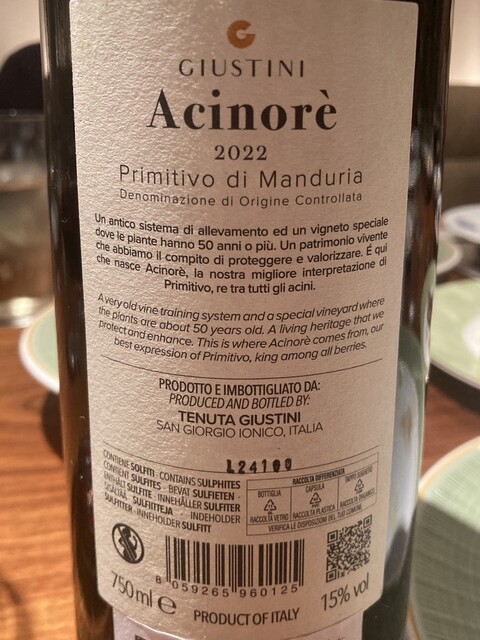 GIUSTINI
Acinorè
2022
Primitivo di Manduria
Denominazione di Origine Controllata
Un antico sistema di allevamento ed un vigneto speciale
dove le piante hanno 50 anni o più. Un patrimonio vivente
che abbiamo il compito di proteggere e valorizzare. È qui
che nasce Acinorè, la nostra migliore interpretazione di
Primitivo, re tra tutti gli acini.
A very old vine training system and a special vineyard where
the plants are about 50 years old. A living heritage that we
protect and enhance. This is where Acinorè comes from, our
best expression of Primitivo, king among all berries.
PRODOTTO E IMBOTTIGLIATO DA:
PRODUCED AND BOTTLED BY:
TENUTA GIUSTINI
SAN GIORGIO IONICO, ITALIA
L24100
CONTIENE SOLFITI - CONTAINS SULPHITES
CONTIENT SULFITES - BEVAT SULFIETEN -
ENTHÄLT SULFITE - INNEHÅLLER SULFITER
SISÄLTÄÄ SULFIITTEJA - INDEHOLDER
SULFITTER - INNEHOLDER SULFITT
RACCOLTA DIFFERENZIATA
BOTTIGLIA CAPSULA TAPPO SUGHERO
RACCOLTA VETRO RACCOLTA PLASTICA RACCOLTA ORGANICO
VERIFICA LE DISPOSIZIONI DEL TUO COMUNE
8 059265 960125
750 ml e
15% vol
PRODUCT OF ITALY